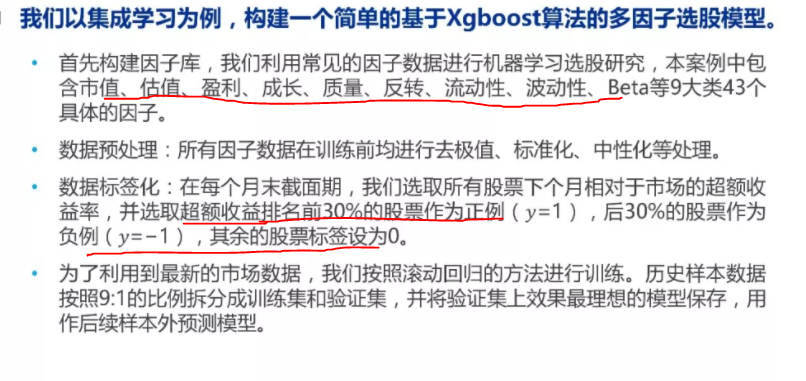 我们以集成学习为例，构建一个简单的基于Xgboost算法的多因子选股模型。
• 首先构建因子库，我们利用常见的因子数据进行机器学习选股研究，本案例中包
含市值、估值、盈利、成长、质量、反转、流动性、波动性、Beta等9大类43个
具体的因子。
• 数据预处理：所有因子数据在训练前均进行去极值、标准化、中性化等处理。
• 数据标签化：在每个月末截面期，我们选取所有股票下个月相对于市场的超额收
益率，并选取超额收益排名前30%的股票作为正例（y=1），后30%的股票作为
负例（y=−1），其余的股票标签设为0。
• 为了利用到最新的市场数据，我们按照滚动回归的方法进行训练。历史样本数据
按照9:1的比例拆分成训练集和验证集，并将验证集上效果最理想的模型保存，用
作后续样本外预测模型。